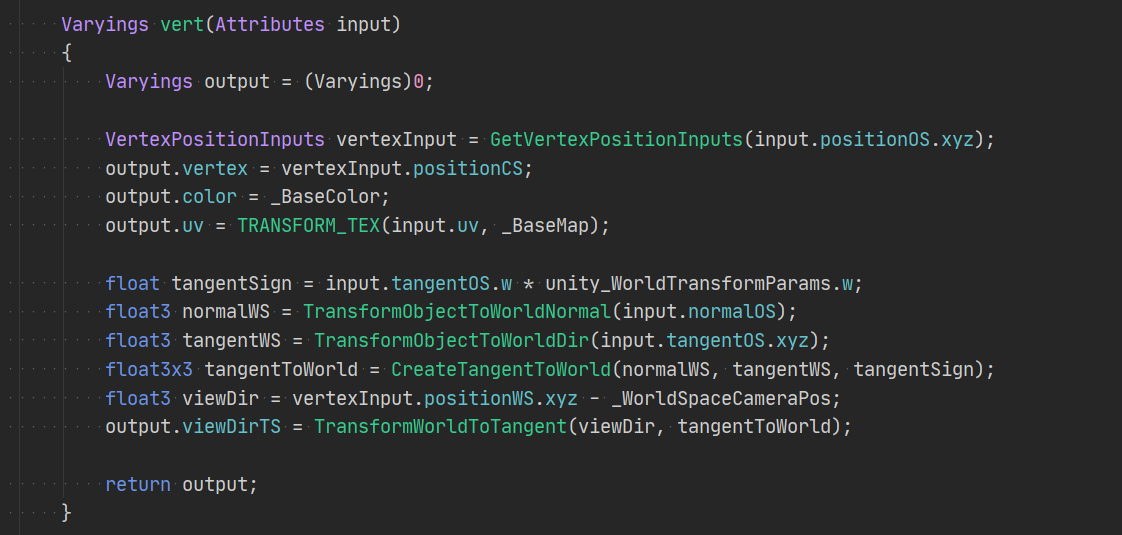 Varyings vert(Attributes input)
{
Varyings output = (Varyings)0;
VertexPositionInputs vertexInput = GetVertexPositionInputs(input.positionOS.xyz);
output.vertex = vertexInput.positionCS;
output.color = _BaseColor;
output.uv = TRANSFORM_TEX(input.uv, _BaseMap);
float tangentSign = input.tangentOS.w * unity_WorldTransformParams.w;
float3 normalWS = TransformObjectToWorldNormal(input.normalOS);
float3 tangentWS = TransformObjectToWorldDir(input.tangentOS.xyz);
float3x3 tangentToWorld = CreateTangentToWorld(normalWS, tangentWS, tangentSign);
float3 viewDir = vertexInput.positionWS.xyz - _WorldSpaceCameraPos;
output.viewDirTS = TransformWorldToTangent(viewDir, tangentToWorld);
return output;
}